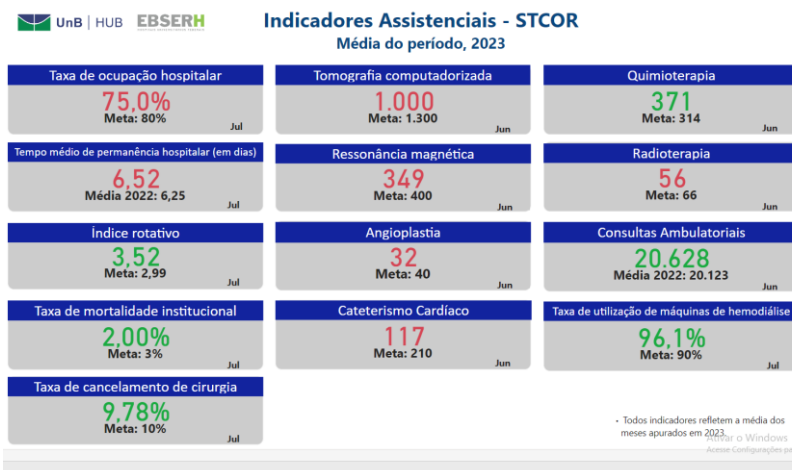 UnB | HUB EBSERH
Indicadores Assistenciais - STCOR
Média do período, 2023
Taxa de ocupação hospitalar
75,0%
Meta: 80%
Jul
Tempo médio de permanência hospitalar (em dias)
6,52
Média 2022: 6,25
Jul
Índice rotativo
3,52
Meta: 2,99
Jul
Taxa de mortalidade institucional
2,00%
Meta: 3%
Jul
Taxa de cancelamento de cirurgia
9,78%
Meta: 10%
Jul
Tomografia computadorizada
1.000
Meta: 1.300
Jun
Ressonância magnética
349
Meta: 400
Jun
Angioplastia
32
Meta: 40
Jun
Cateterismo Cardíaco
117
Meta: 210
Jun
Quimioterapia
371
Meta: 314
Jun
Radioterapia
56
Meta: 66
Jun
Consultas Ambulatoriais
20.628
Média 2022: 20.123
Jun
Taxa de utilização de máquinas de hemodiálise
96,1%
Meta: 90%
Jul
- Todos indicadores refletem a média dos
meses apurados em 2023.
Ativar o Windows
Acesse Configurações pa